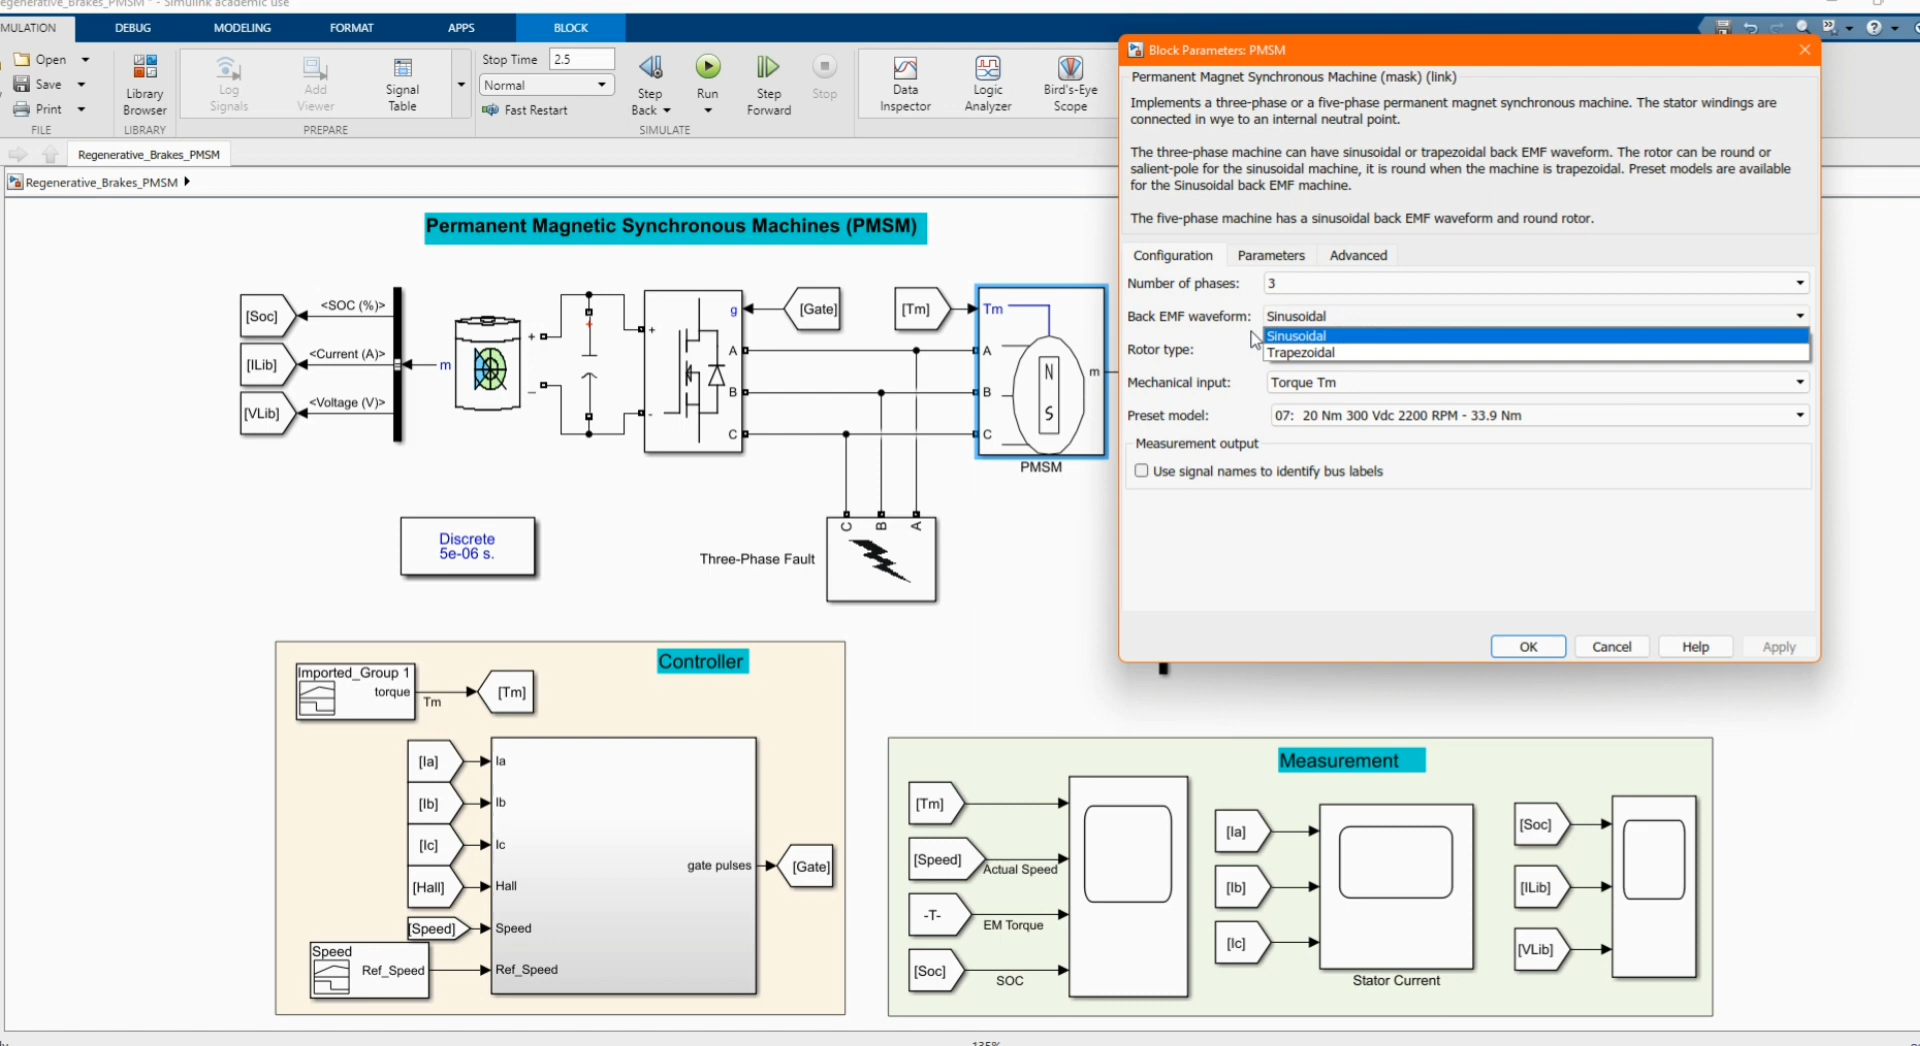 Regenerative_Brakes_PMSM * - Simulink academic use
MULATION DEBUG MODELING FORMAT APPS BLOCK
Open
Save
Print
FILE
Library
Browser
LIBRARY
Log
Signals
Add
Viewer
Signal
Table
PREPARE
Stop Time 2.5
Normal
Fast Restart
Step
Back
Run
Step
Forward
Stop
SIMULATE
Data
Inspector
Logic
Analyzer
Bird's-Eye
Scope
Regenerative_Brakes_PMSM
Regenerative_Brakes_PMSM
Permanent Magnetic Synchronous Machines (PMSM)
[Soc] <SOC (%)>
[ILib] <Current (A)>
[VLib] <Voltage (V)>
m
+
-
+
-
g
A
B
C
[Gate]
[Tm]
Tm
A
B
C
N
S
m
PMSM
Discrete
5e-06 s.
Three-Phase Fault
C B A
Block Parameters: PMSM
Permanent Magnet Synchronous Machine (mask) (link)
Implements a three-phase or a five-phase permanent magnet synchronous machine. The stator windings are
connected in wye to an internal neutral point.
The three-phase machine can have sinusoidal or trapezoidal back EMF waveform. The rotor can be round or
salient-pole for the sinusoidal machine, it is round when the machine is trapezoidal. Preset models are available
for the Sinusoidal back EMF machine.
The five-phase machine has a sinusoidal back EMF waveform and round rotor.
Configuration Parameters Advanced
Number of phases: 3
Back EMF waveform: Sinusoidal
Sinusoidal
Rotor type: Trapezoidal
Mechanical input: Torque Tm
Preset model: 07: 20 Nm 300 Vdc 2200 RPM - 33.9 Nm
Measurement output
Use signal names to identify bus labels
OK Cancel Help Apply
Controller
Imported_Group 1
torque
Tm
[Tm]
[Ia] Ia
[Ib] Ib
[Ic] Ic
[Hall] Hall
[Speed] Speed
Speed
Ref_Speed Ref_Speed
gate pulses
[Gate]
Measurement
[Tm]
[Speed]
Actual Speed
-T-
EM Torque
[Soc]
SOC
[Ia]
[Ib]
[Ic]
Stator Current
[Soc]
[ILib]
[VLib]
135%